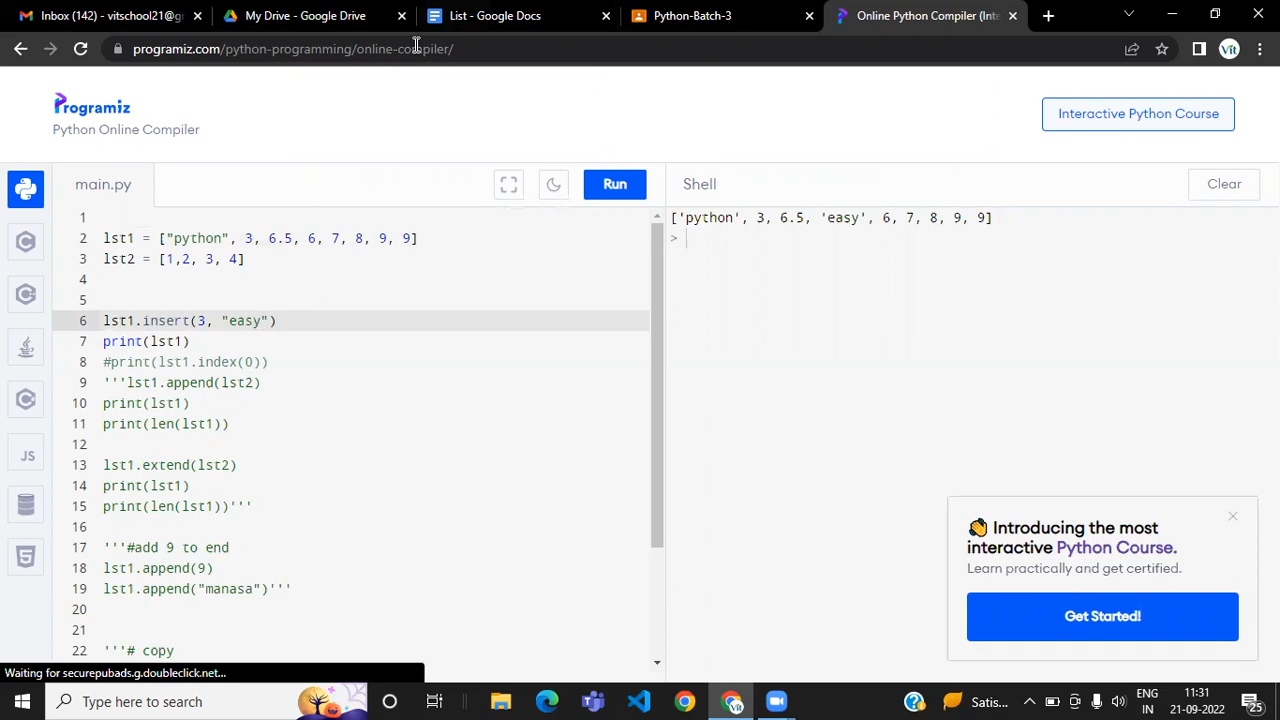 Inbox (142) - vitschool21@g
My Drive - Google Drive
List - Google Docs
Python-Batch-3
Online Python Compiler (Inte
programiz.com/python-programming/online-compiler/
Vit
Programiz
Python Online Compiler
Interactive Python Course
main.py
Run
Shell
Clear
1
2 lst1 = ["python", 3, 6.5, 6, 7, 8, 9, 9]
3 lst2 = [1,2, 3, 4]
4
5
6 lst1.insert(3, "easy")
7 print(lst1)
8 #print(lst1.index(0))
9 '''lst1.append(lst2)
10 print(lst1)
11 print(len(lst1))
12
13 lst1.extend(lst2)
14 print(lst1)
15 print(len(lst1))'''
16
17 '''#add 9 to end
18 lst1.append(9)
19 lst1.append("manasa")'''
20
21
22 '''# copy
['python', 3, 6.5, 'easy', 6, 7, 8, 9, 9]
>
JS
Introducing the most
interactive Python Course.
Learn practically and get certified.
Get Started!
Waiting for securepubads.g.doubleclick.net...
Type here to search
Satis...
ENG
IN
11:31
21-09-2022
25